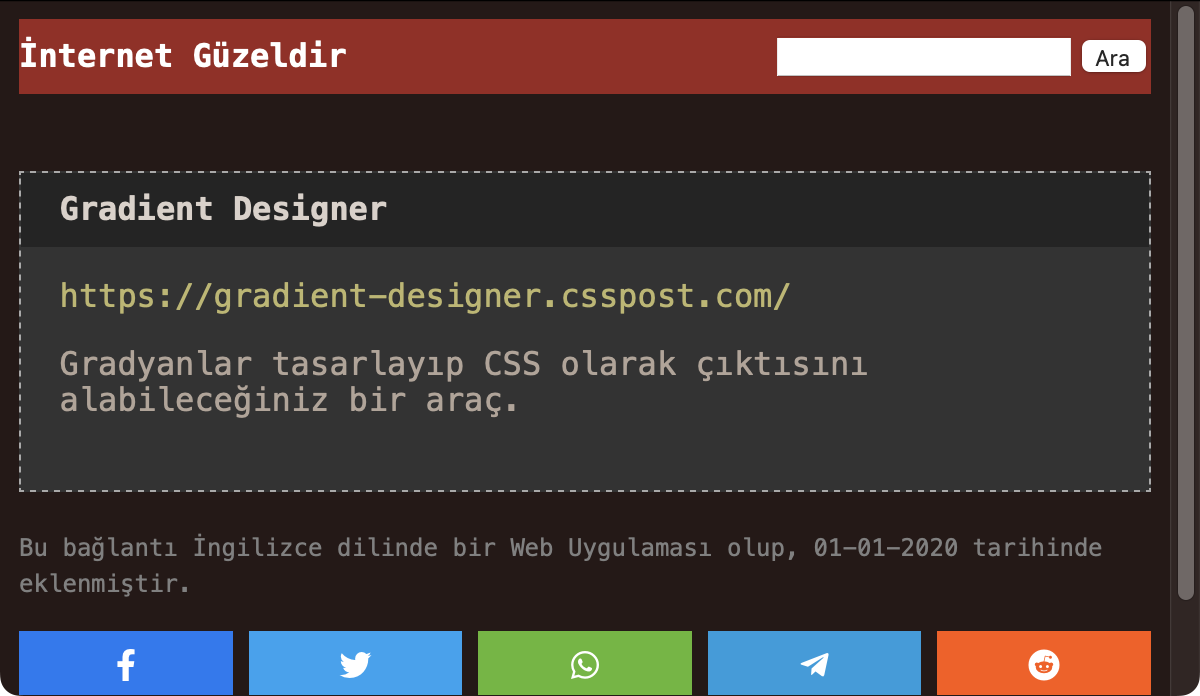 İnternet Güzeldir
Ara
Gradient Designer
https://gradient-designer.csspost.com/
Gradyanlar tasarlayıp CSS olarak çıktısını
alabileceğiniz bir araç.
Bu bağlantı İngilizce dilinde bir Web Uygulaması olup, 01-01-2020 tarihinde
eklenmiştir.